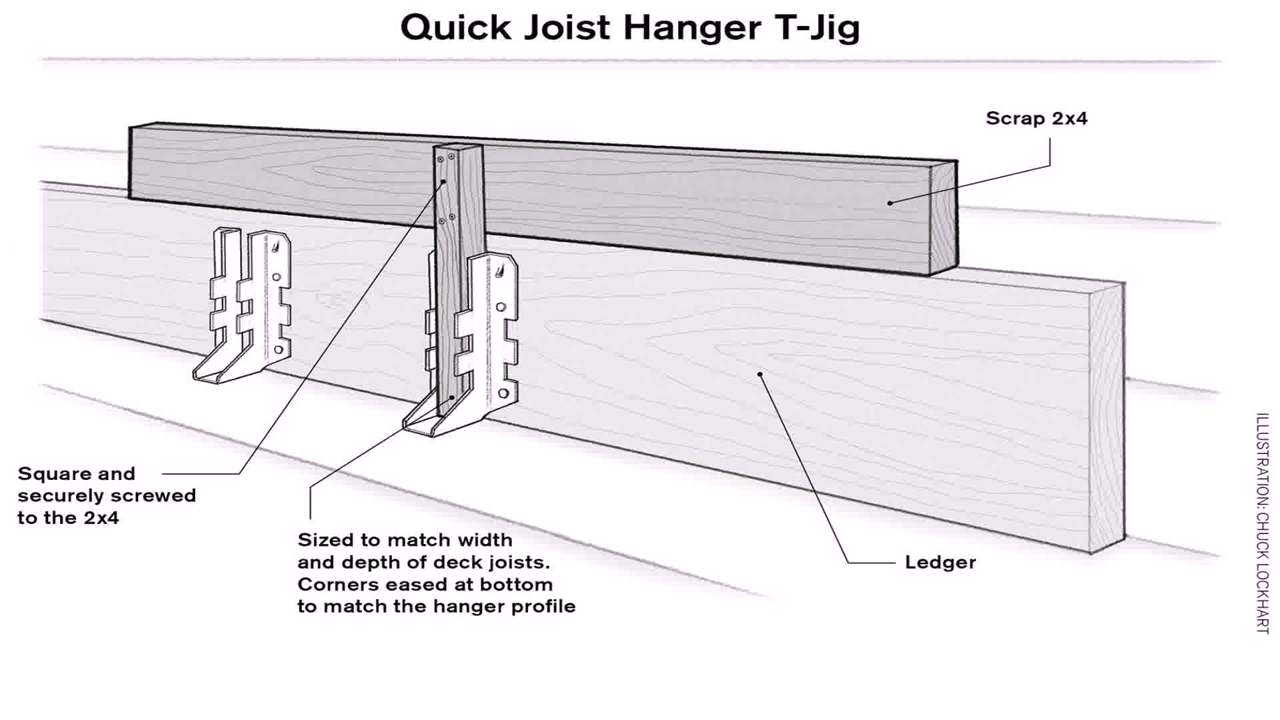 Quick Joist Hanger T-Jig
Scrap 2x4
Square and
securely screwed
to the 2x4
Sized to match width
and depth of deck joists.
Corners eased at bottom
to match the hanger profile
Ledger
ILLUSTRATION: CHUCK LOCKHART